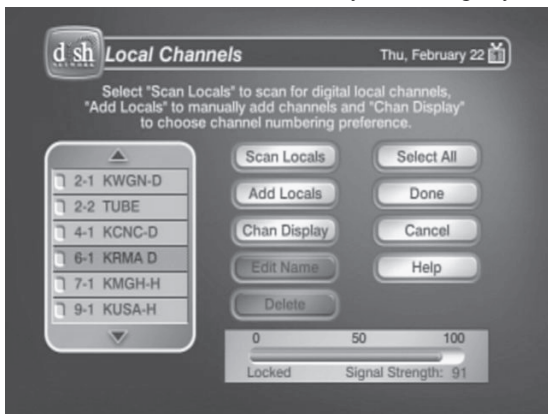 dish Local Channels Thu, February 22
NETWORK
Select "Scan Locals" to scan for digital local channels,
"Add Locals" to manually add channels and "Chan Display"
to choose channel numbering preference.
Scan Locals Select All
2-1 KWGN-D
Add Locals Done
2-2 TUBE
4-1 KCNC-D
Chan Display Cancel
6-1 KRMA D
Edit Name Help
7-1 KMGH-H
9-1 KUSA-H
Delete
0 50 100
Locked Signal Strength: 91